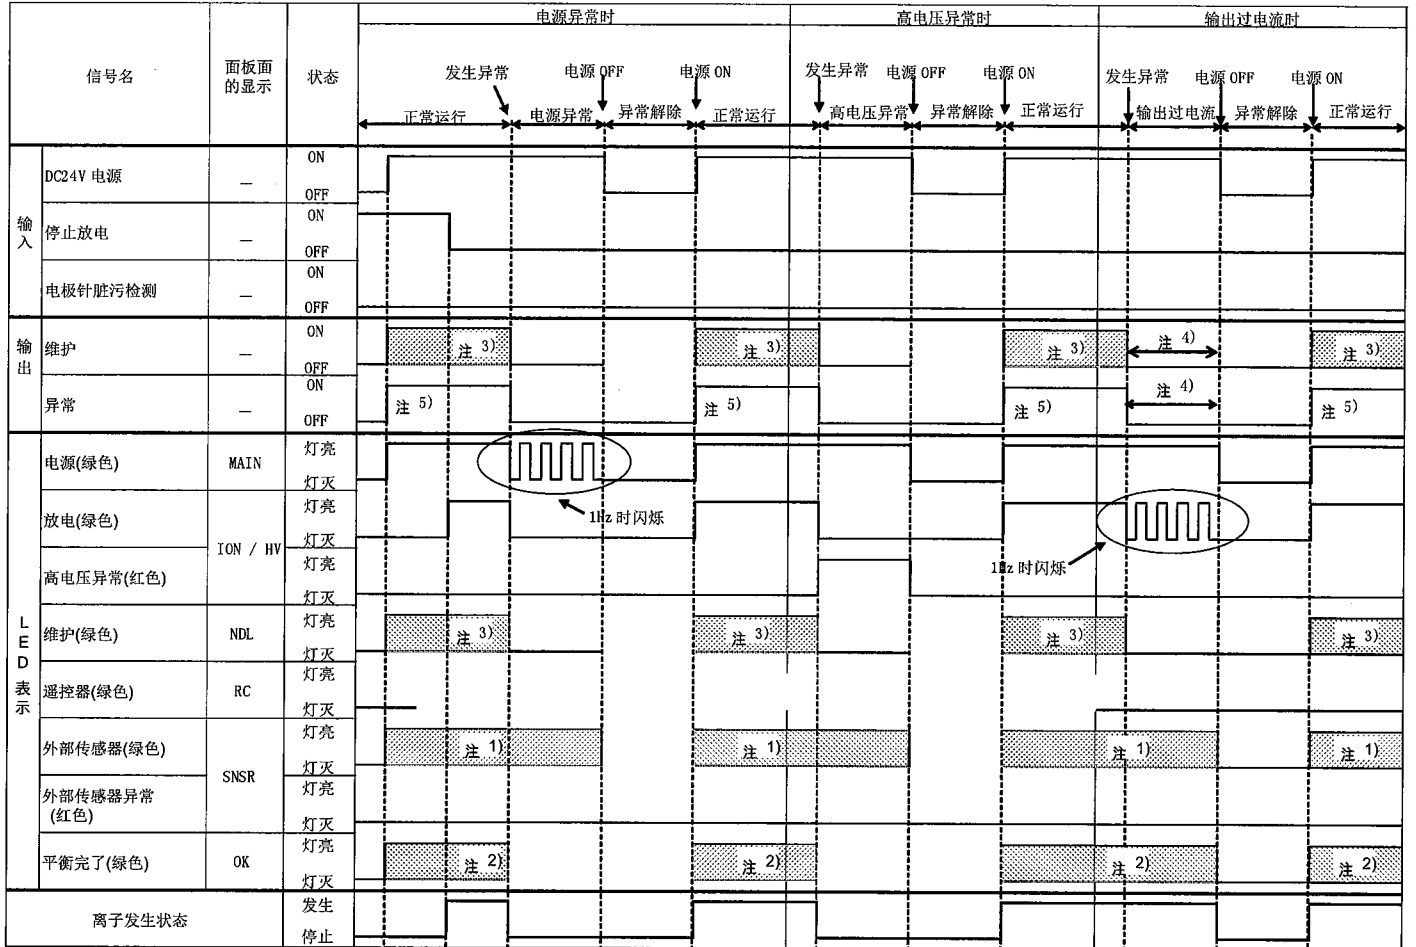 电源异常时 高电压异常时 输出过电流时
信号名 面板面的显示 状态
发生异常 电源 OFF 电源 ON 发生异常 电源 OFF 电源 ON 发生异常 电源 OFF 电源 ON
正常运行 电源异常 异常解除 正常运行 高电压异常 异常解除 正常运行 输出过电流 异常解除 正常运行
输入
DC24V 电源 — ON
OFF
停止放电 — ON
OFF
电极针脏污检测 — ON
OFF
输出
维护 — ON
注 3) 注 3) 注 3) 注 4) 注 3)
OFF
异常 — ON
注 5) 注 5) 注 5) 注 4) 注 5)
OFF
LED 表示
电源(绿色) MAIN 灯亮
灯灭
放电(绿色) ION / HV 灯亮
1Hz 时闪烁
灯灭
高电压异常(红色) 灯亮
1Hz 时闪烁
灯灭
维护(绿色) NDL 灯亮
注 3) 注 3) 注 3) 注 3)
灯灭
遥控器(绿色) RC 灯亮
灯灭
外部传感器(绿色) SNSR 灯亮
注 1) 注 1) 注 1) 注 1)
灯灭
外部传感器异常
(红色) 灯亮
灯灭
平衡完了(绿色) OK 灯亮
注 2) 注 2) 注 2) 注 2)
灯灭
离子发生状态 发生
停止